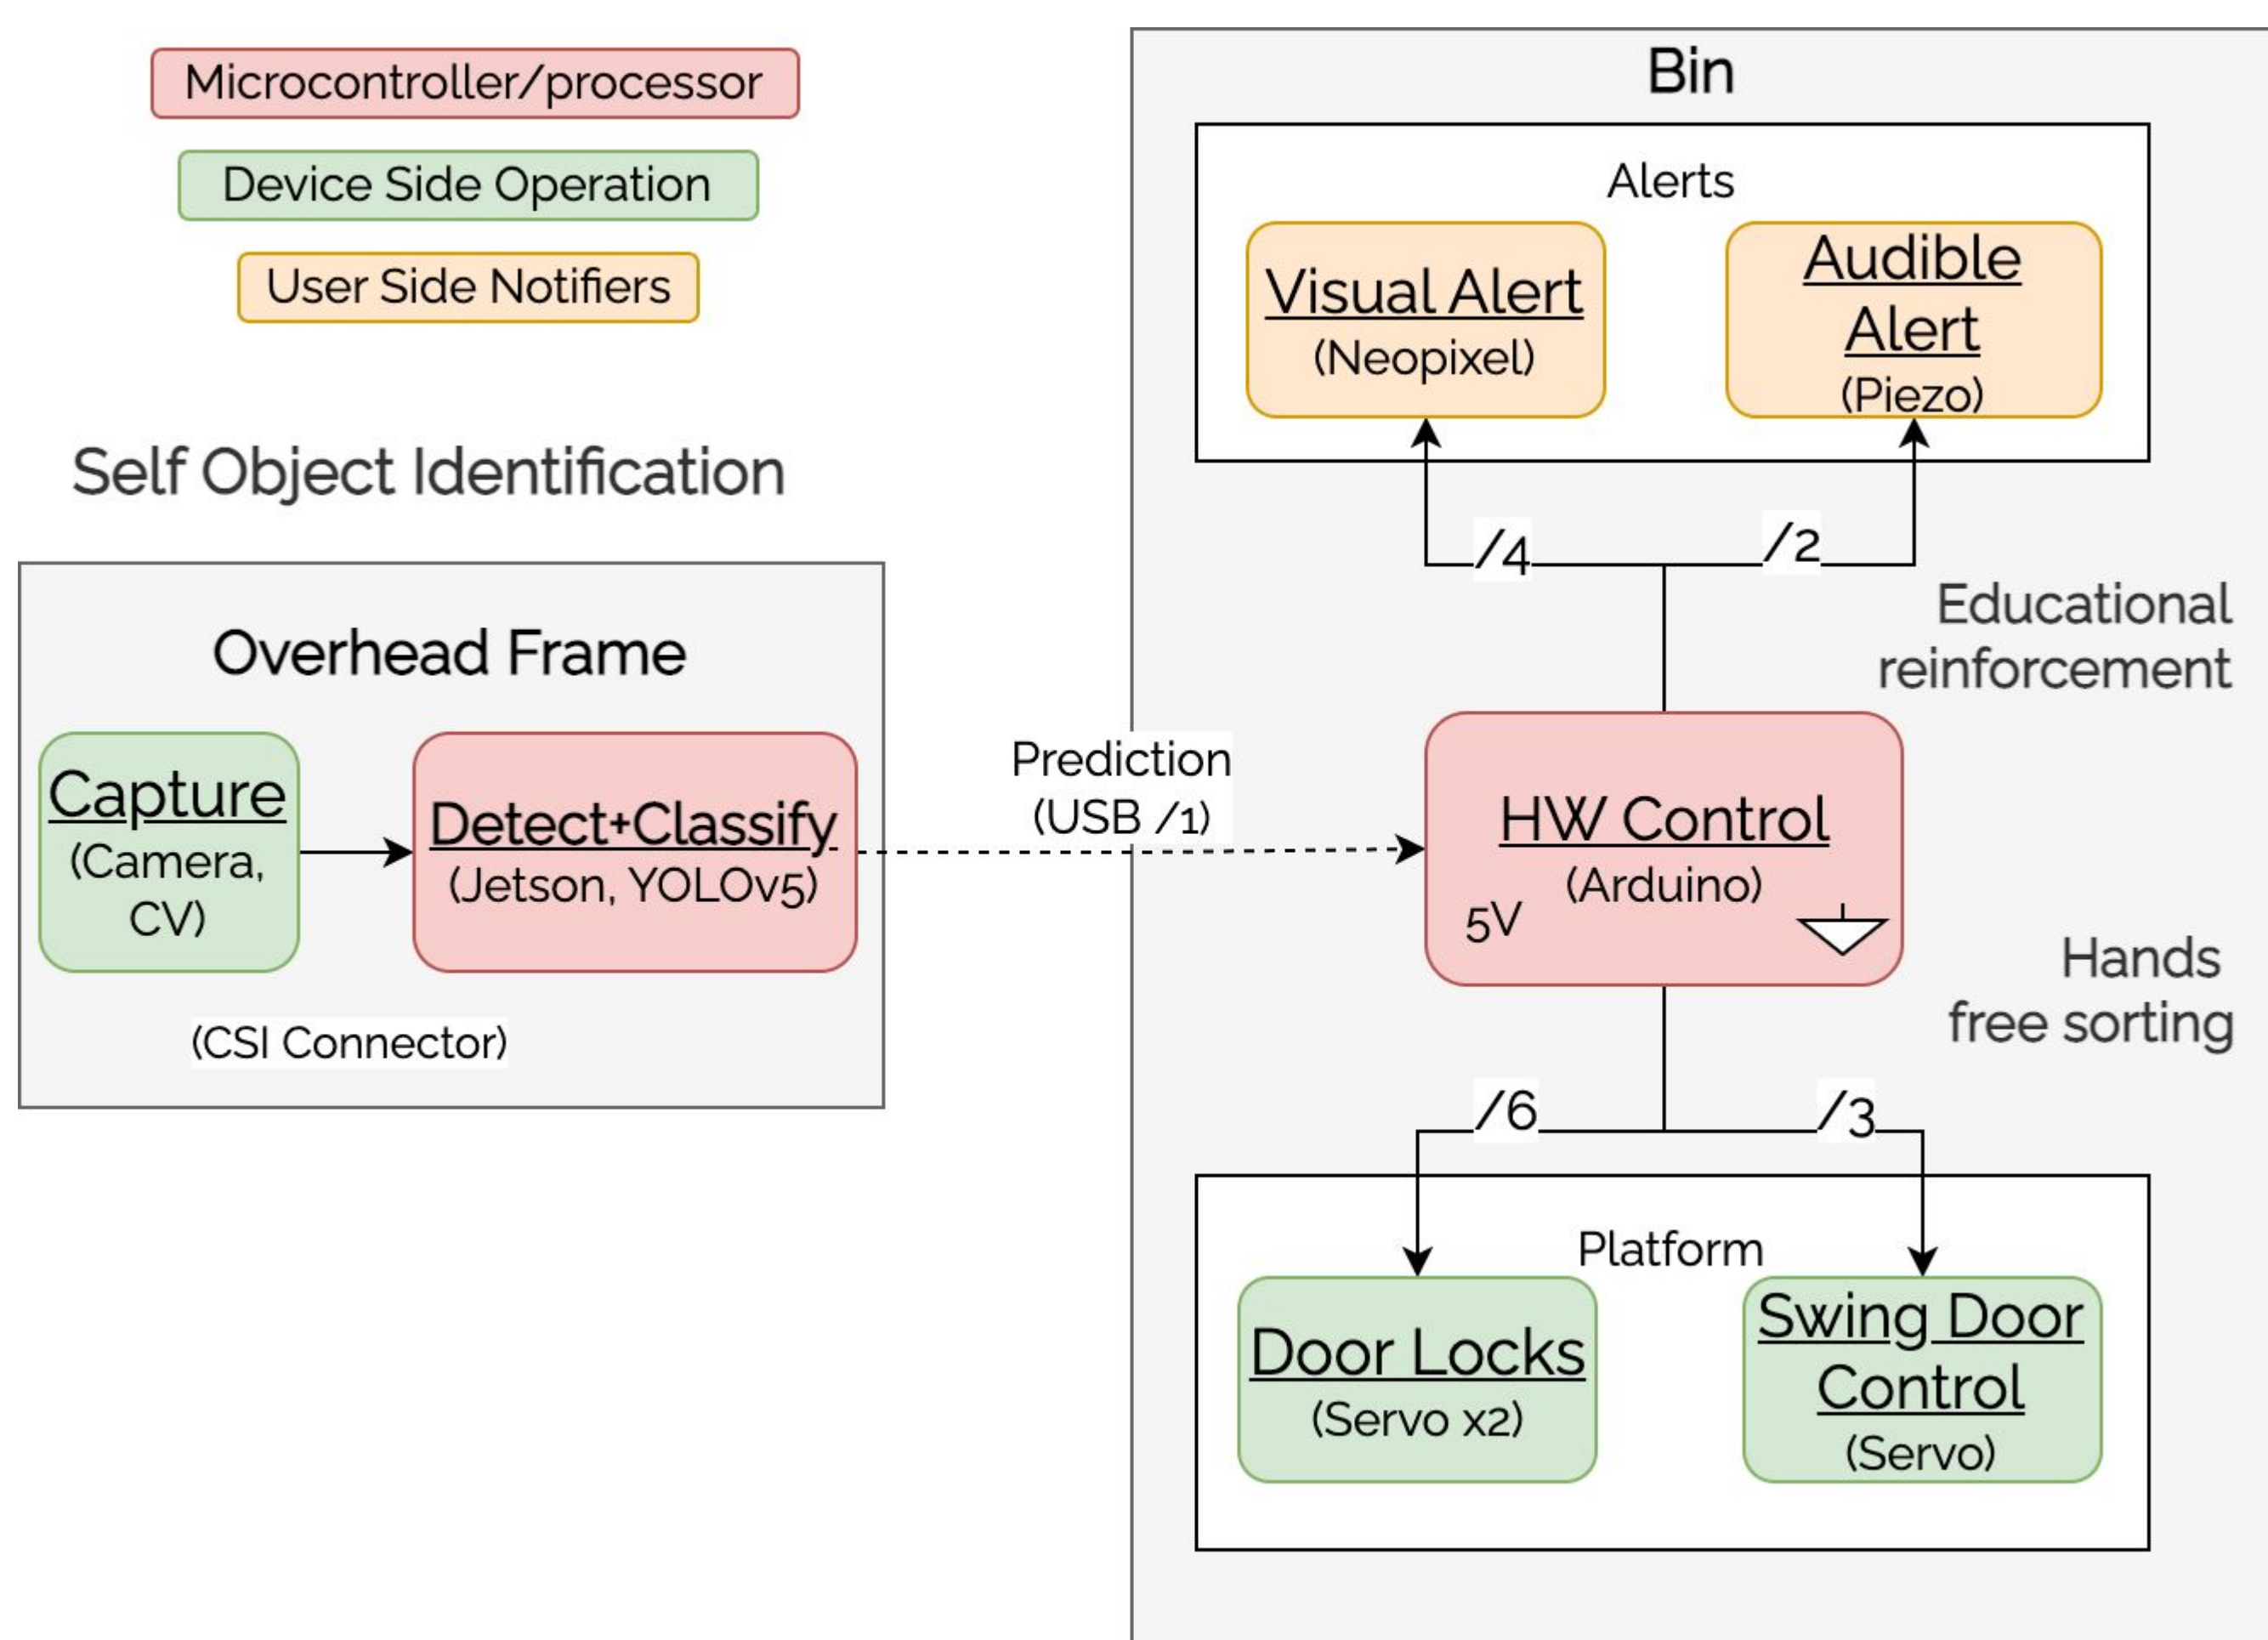 Microcontroller/processor
Device Side Operation
User Side Notifiers
Self Object Identification
Overhead Frame
Capture
(Camera,
CV)
Detect+Classify
(Jetson, YOLOv5)
(CSI Connector)
Prediction
(USB /1)
Bin
Alerts
Visual Alert
(Neopixel)
Audible
Alert
(Piezo)
/4
/2
Educational
reinforcement
HW Control
(Arduino)
5V
Hands
free sorting
/6
/3
Platform
Door Locks
(Servo x2)
Swing Door
Control
(Servo)